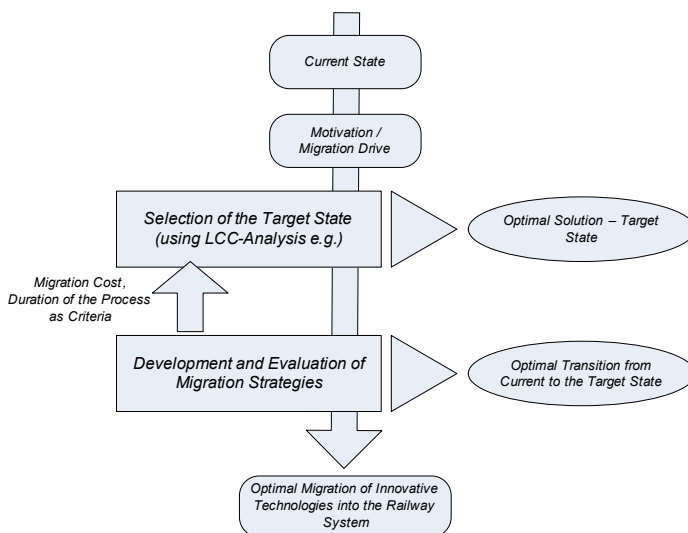 Current State
Motivation /
Migration Drive
Selection of the Target State
(using LCC-Analysis e.g.)
Optimal Solution – Target
State
Migration Cost,
Duration of the Process
as Criteria
Development and Evaluation of
Migration Strategies
Optimal Transition from
Current to the Target State
Optimal Migration of Innovative
Technologies into the Railway
System